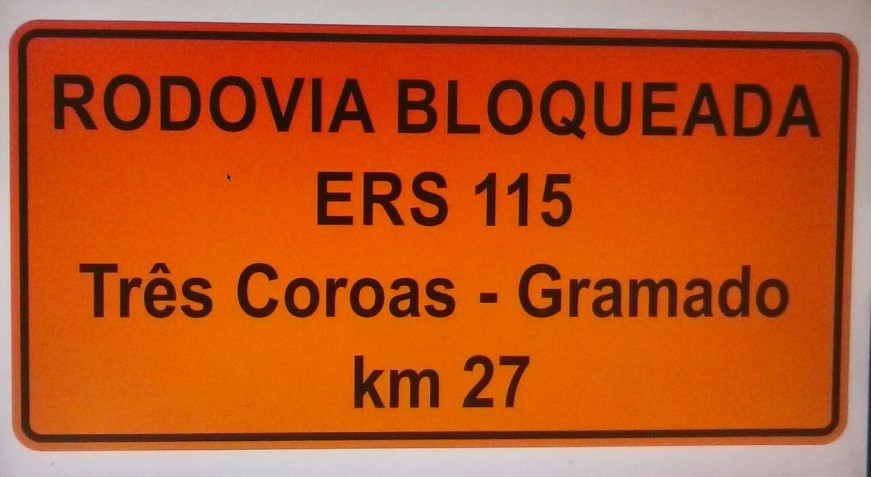 RODOVIA BLOQUEADA
ERS 115
Três Coroas - Gramado
km 27